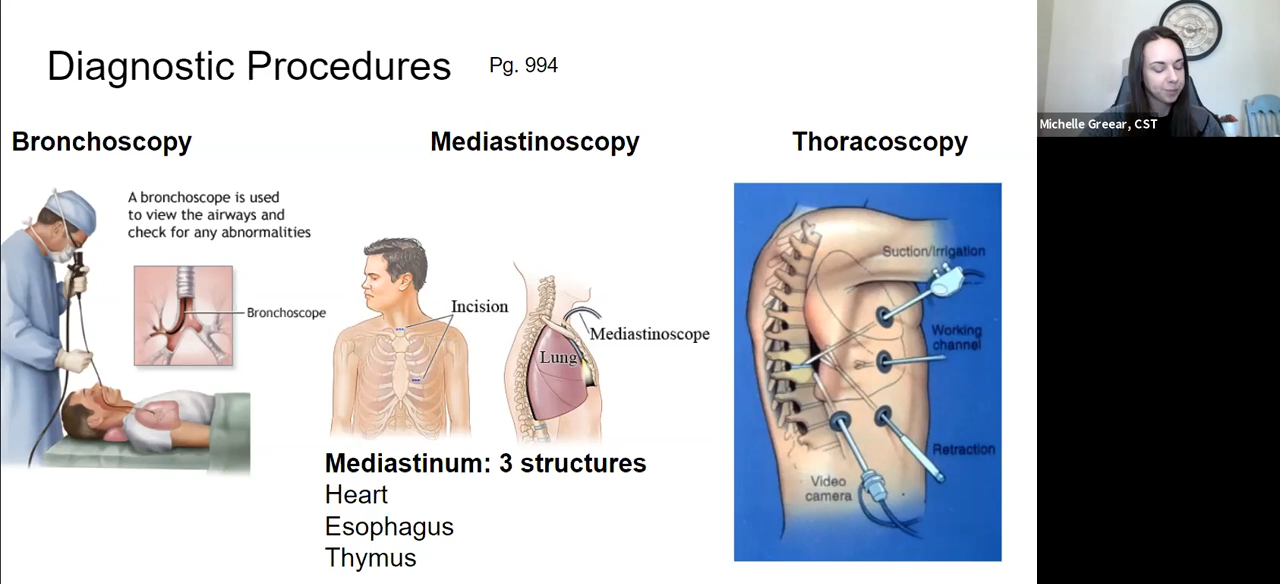 Diagnostic Procedures
Pg. 994
Michelle Greear, CST
Bronchoscopy
Mediastinoscopy
Thoracoscopy
A bronchoscope is used
to view the airways and
check for any abnormalities
Bronchoscope
Incision
Mediastinoscope
Lung
Mediastinum: 3 structures
Heart
Esophagus
Thymus
Suction/Irrigation
Working
channel
Retraction
Video
camera